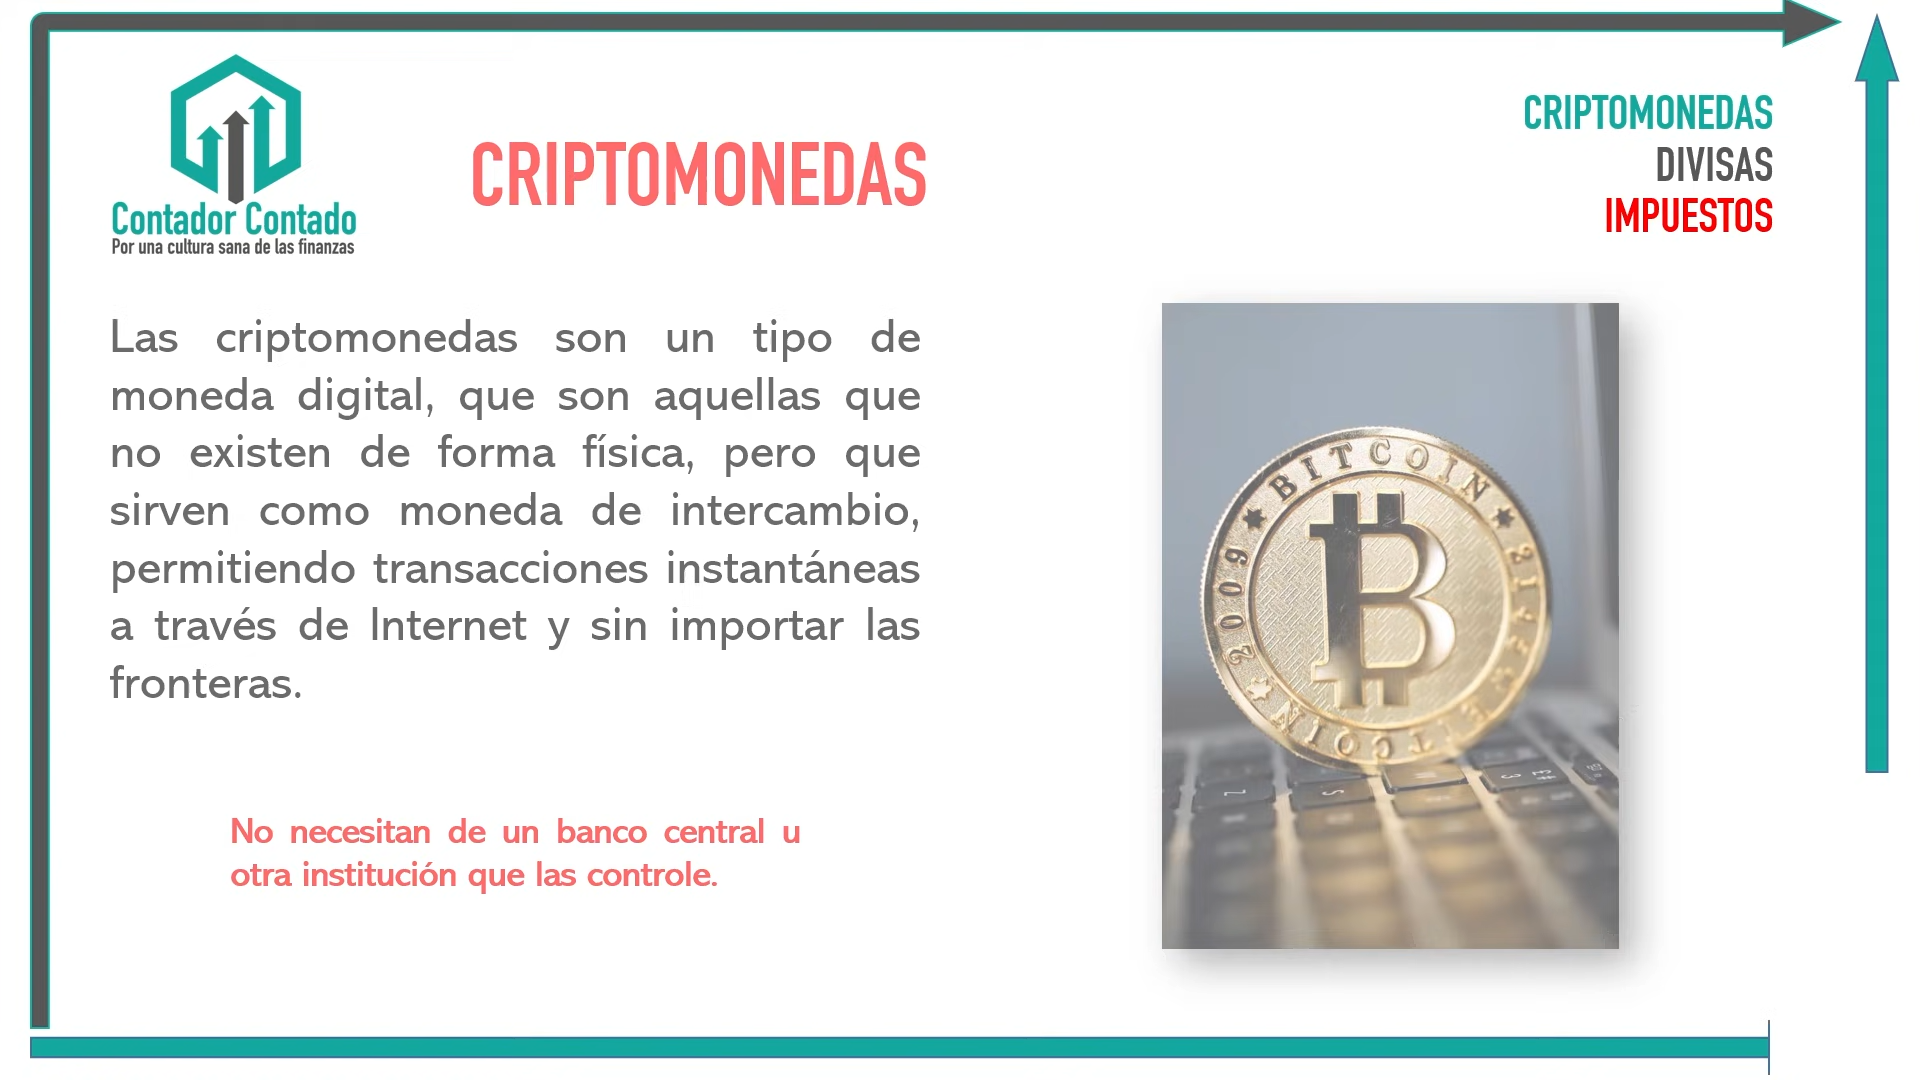 Contador Contado
Por una cultura sana de las finanzas
CRIPTOMONEDAS
CRIPTOMONEDAS
DIVISAS
IMPUESTOS
Las criptomonedas son un tipo de
moneda digital, que son aquellas que
no existen de forma física, pero que
sirven como moneda de intercambio,
permitiendo transacciones instantáneas
a través de Internet y sin importar las
fronteras.
No necesitan de un banco central u
otra institución que las controle.
BITCOIN
2009
BITCOIN